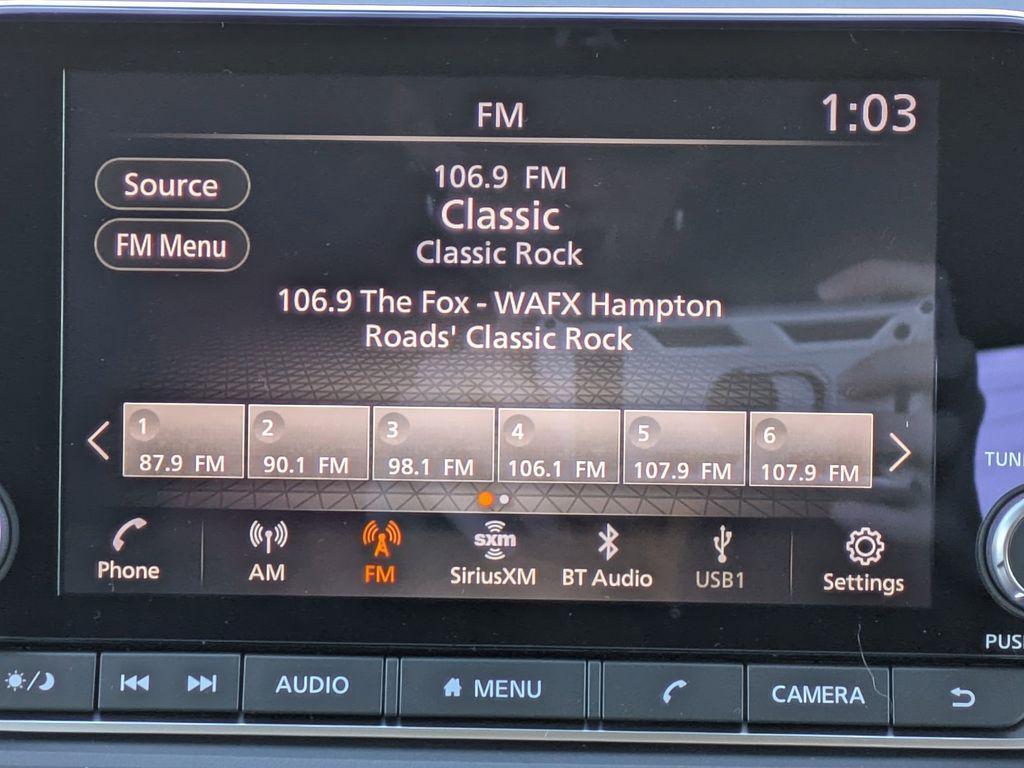 FM
1:03
Source
106.9 FM
Classic
FM Menu
Classic Rock
106.9 The Fox - WAFX Hampton
Roads' Classic Rock
1
2
3
4
5
6
87.9 FM
90.1 FM
98.1 FM
106.1 FM
107.9 FM
107.9 FM
sxm
Phone
AM
FM
SiriusXM
BT Audio
USB1
Settings
AUDIO
MENU
CAMERA